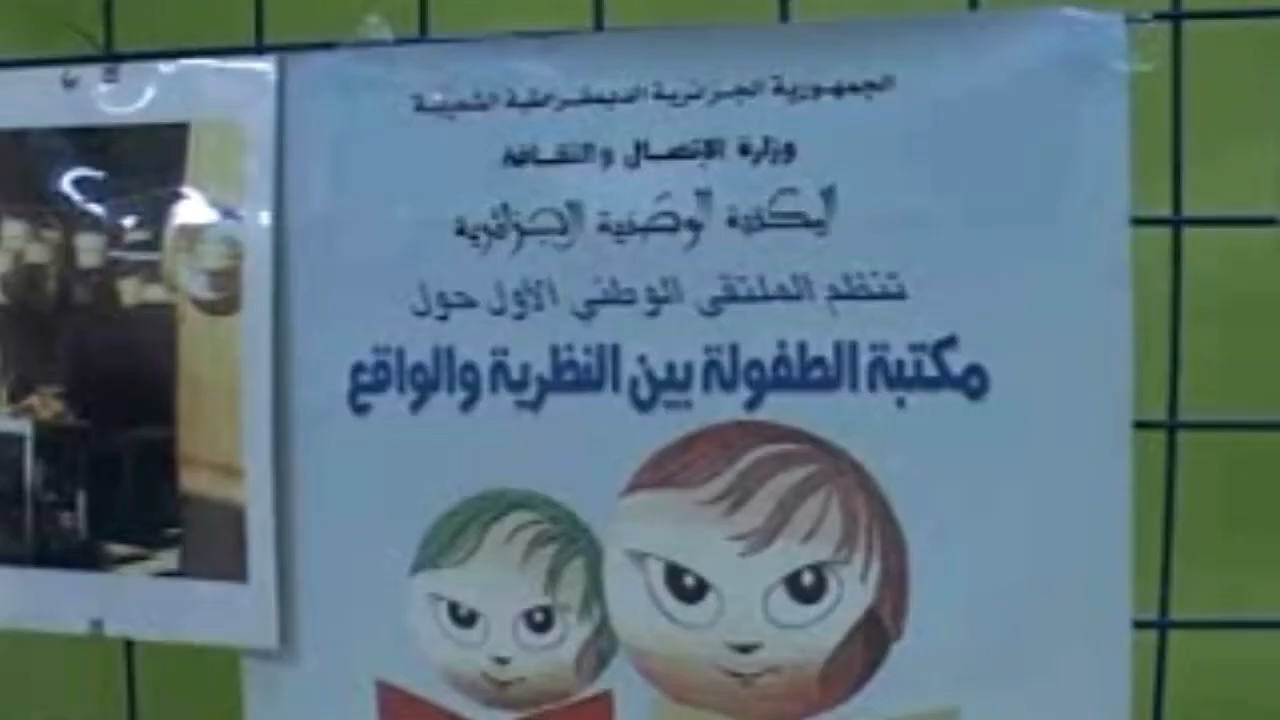 الجمهورية الجزائرية الديمقراطية الشعبية
وزارة الإتصال والثقافة
المكتبة الوطنية الجزائرية
تنظم الملتقى الوطني الأول حول
مكتبة الطفولة بين النظرية والواقع